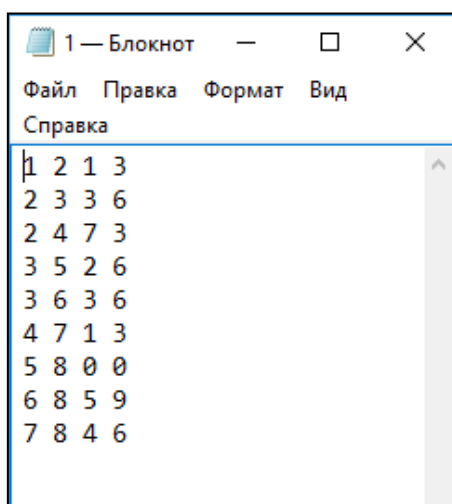 1 — Блокнот
Файл Правка Формат Вид
Справка
1 2 1 3
2 3 3 6
2 4 7 3
3 5 2 6
3 6 3 6
4 7 1 3
5 8 0 0
6 8 5 9
7 8 4 6